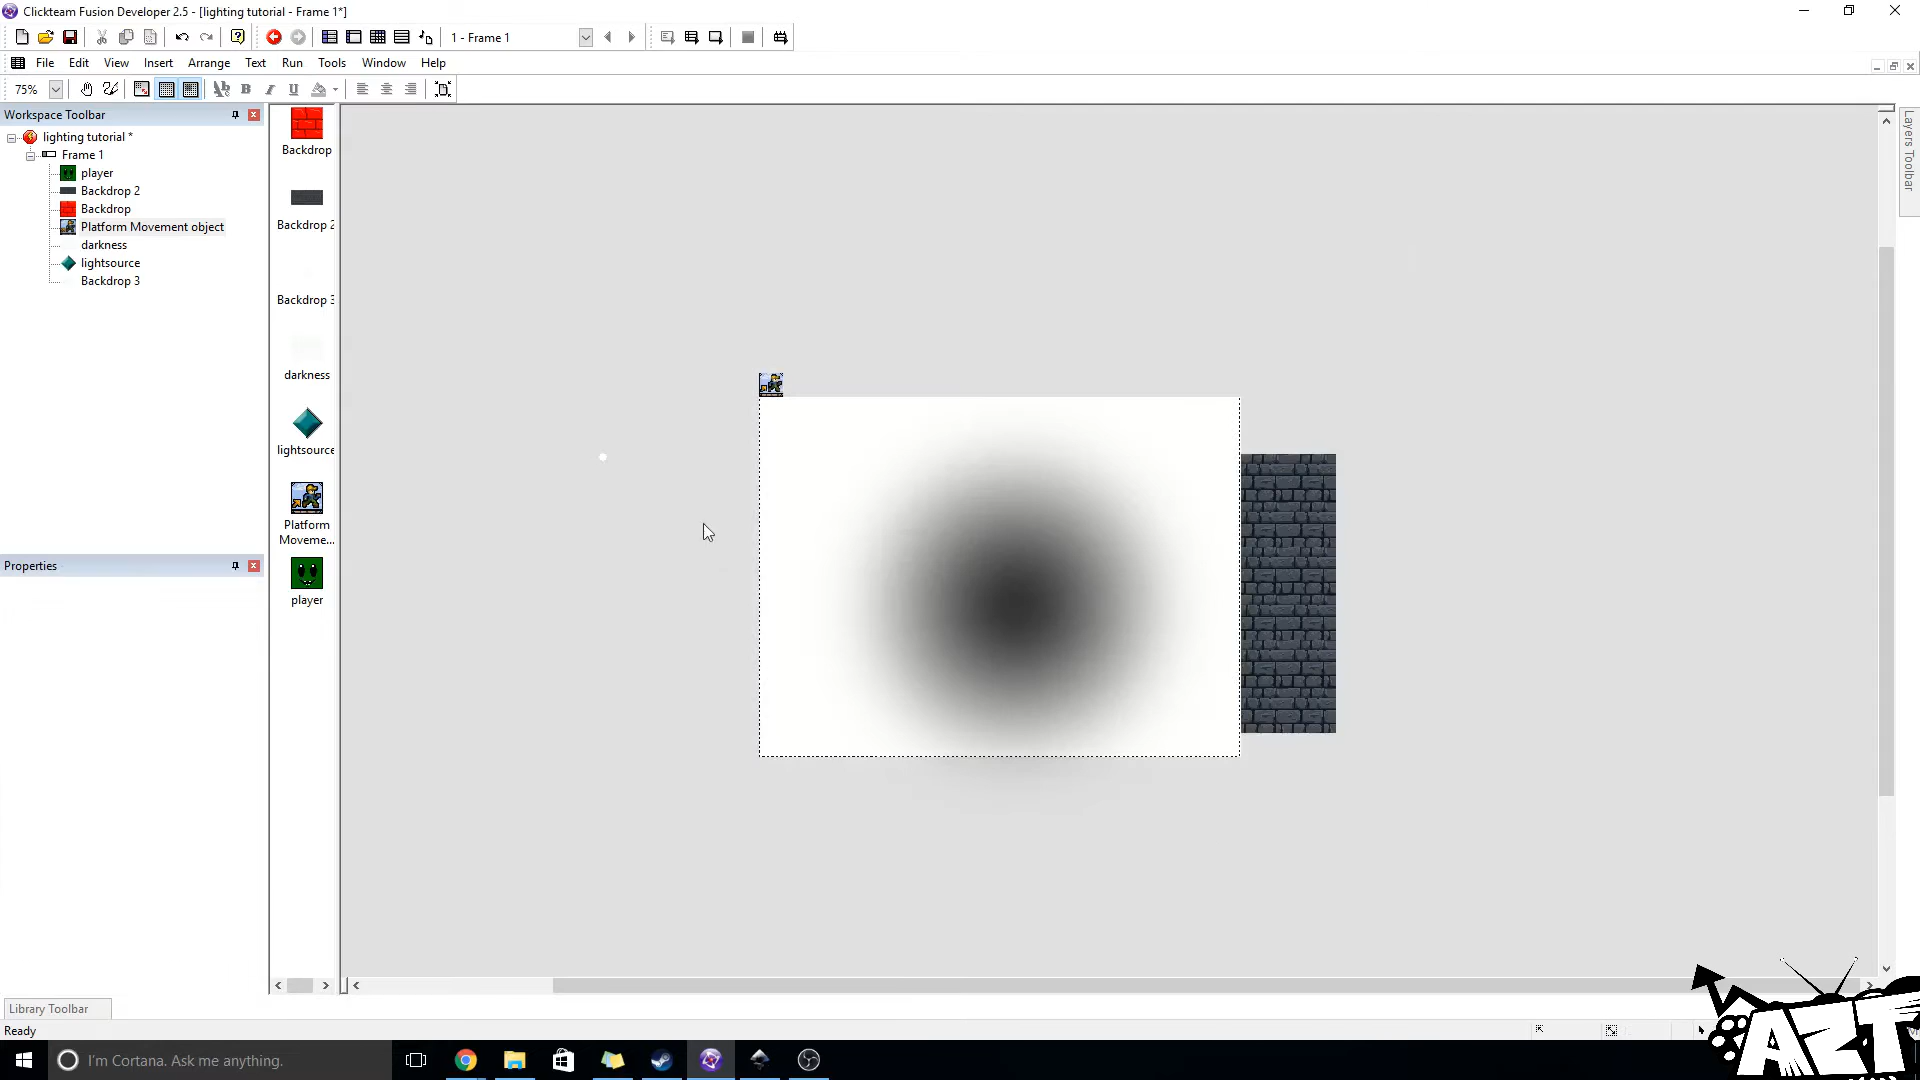 Clickteam Fusion Developer 2.5 - [lighting tutorial - Frame 1*]
1 - Frame 1
File Edit View Insert Arrange Text Run Tools Window Help
75%
Workspace Toolbar
lighting tutorial *
Frame 1
player
Backdrop 2
Backdrop
Platform Movement object
darkness
lightsource
Backdrop 3
Properties
Library Toolbar
Ready
Backdrop
Backdrop 2
Backdrop 3
darkness
lightsource
Platform
Moveme...
player
Layers Toolbar
I'm Cortana. Ask me anything.
AZT